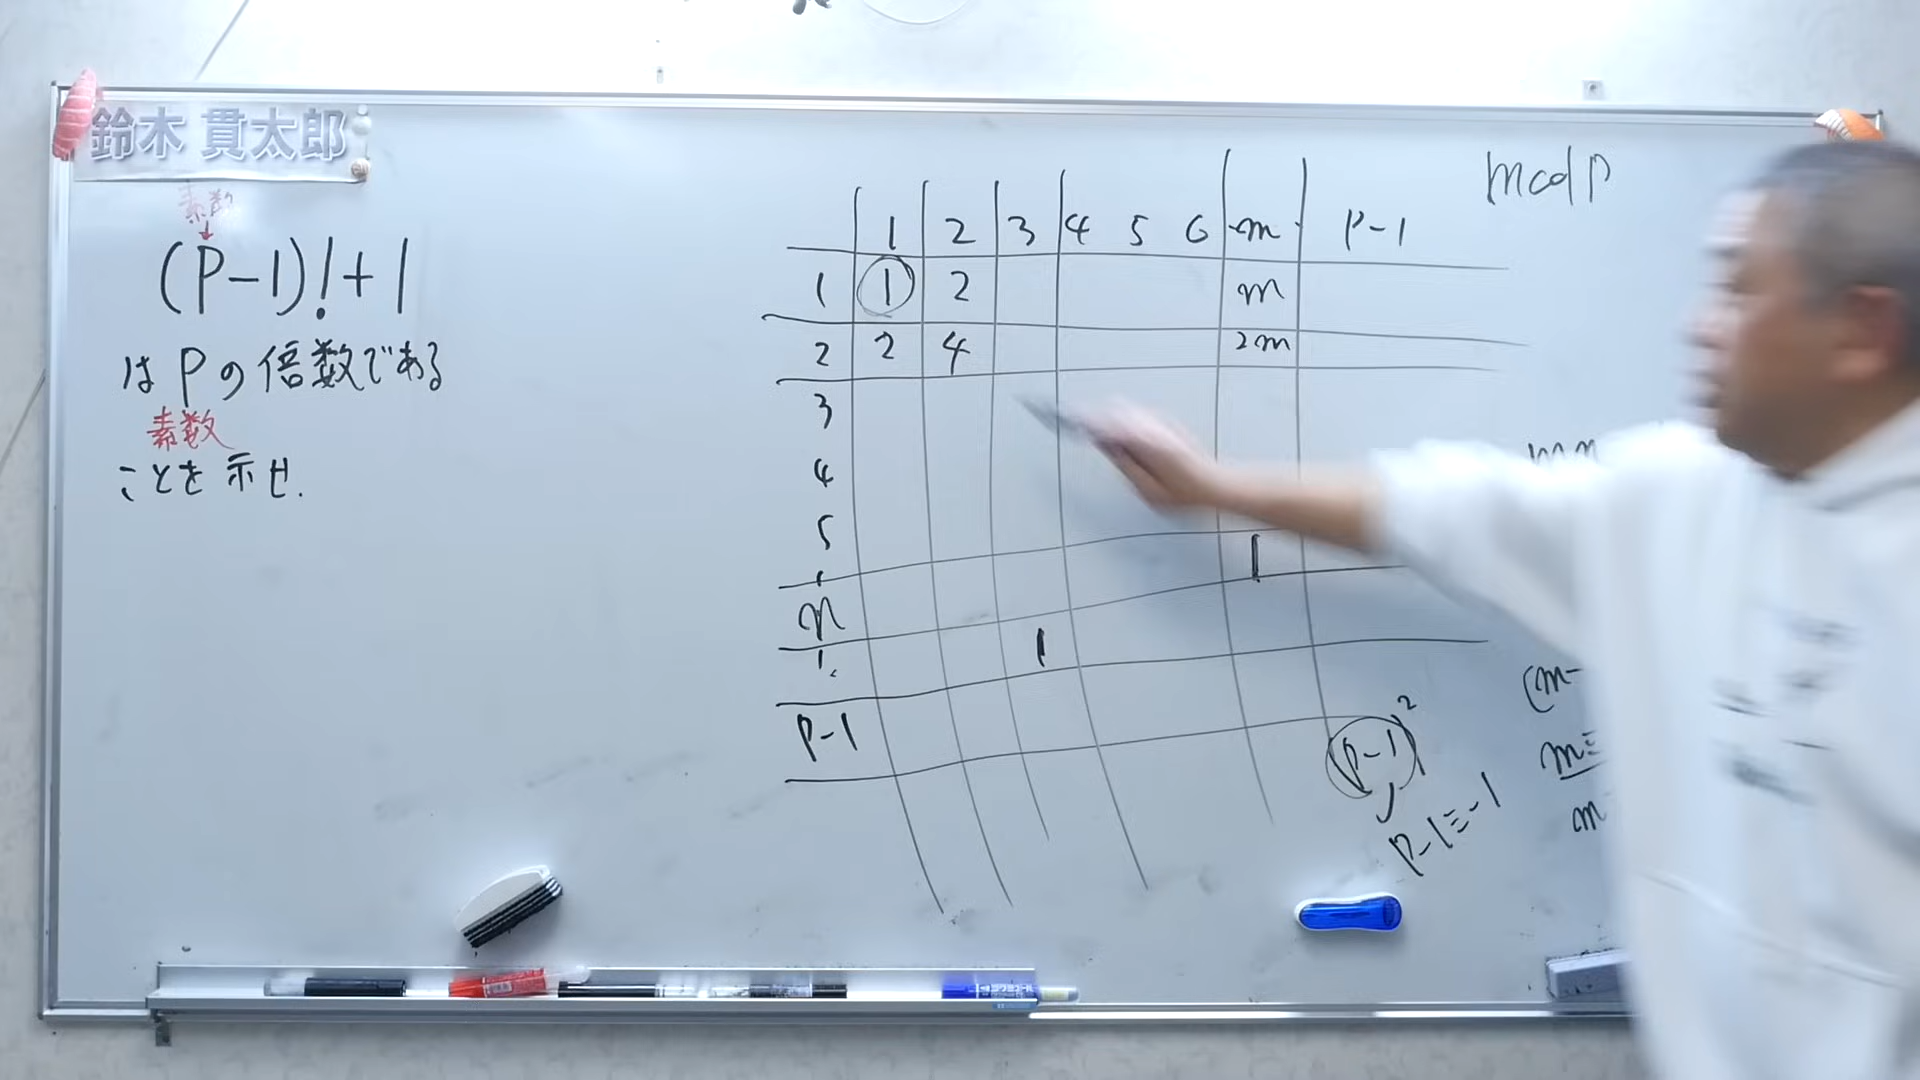 鈴木 貫太郎
素数
↓
(P-1)!+1
は Pの倍数である
素数
ことを示せ.
mod P
1 2 3 4 5 6 m P-1
1 1 2 m
2 2 4 2m
3
4
5
1
n
1
P-1
(P-1)²
P-1≡-1
(m-
m≡
m